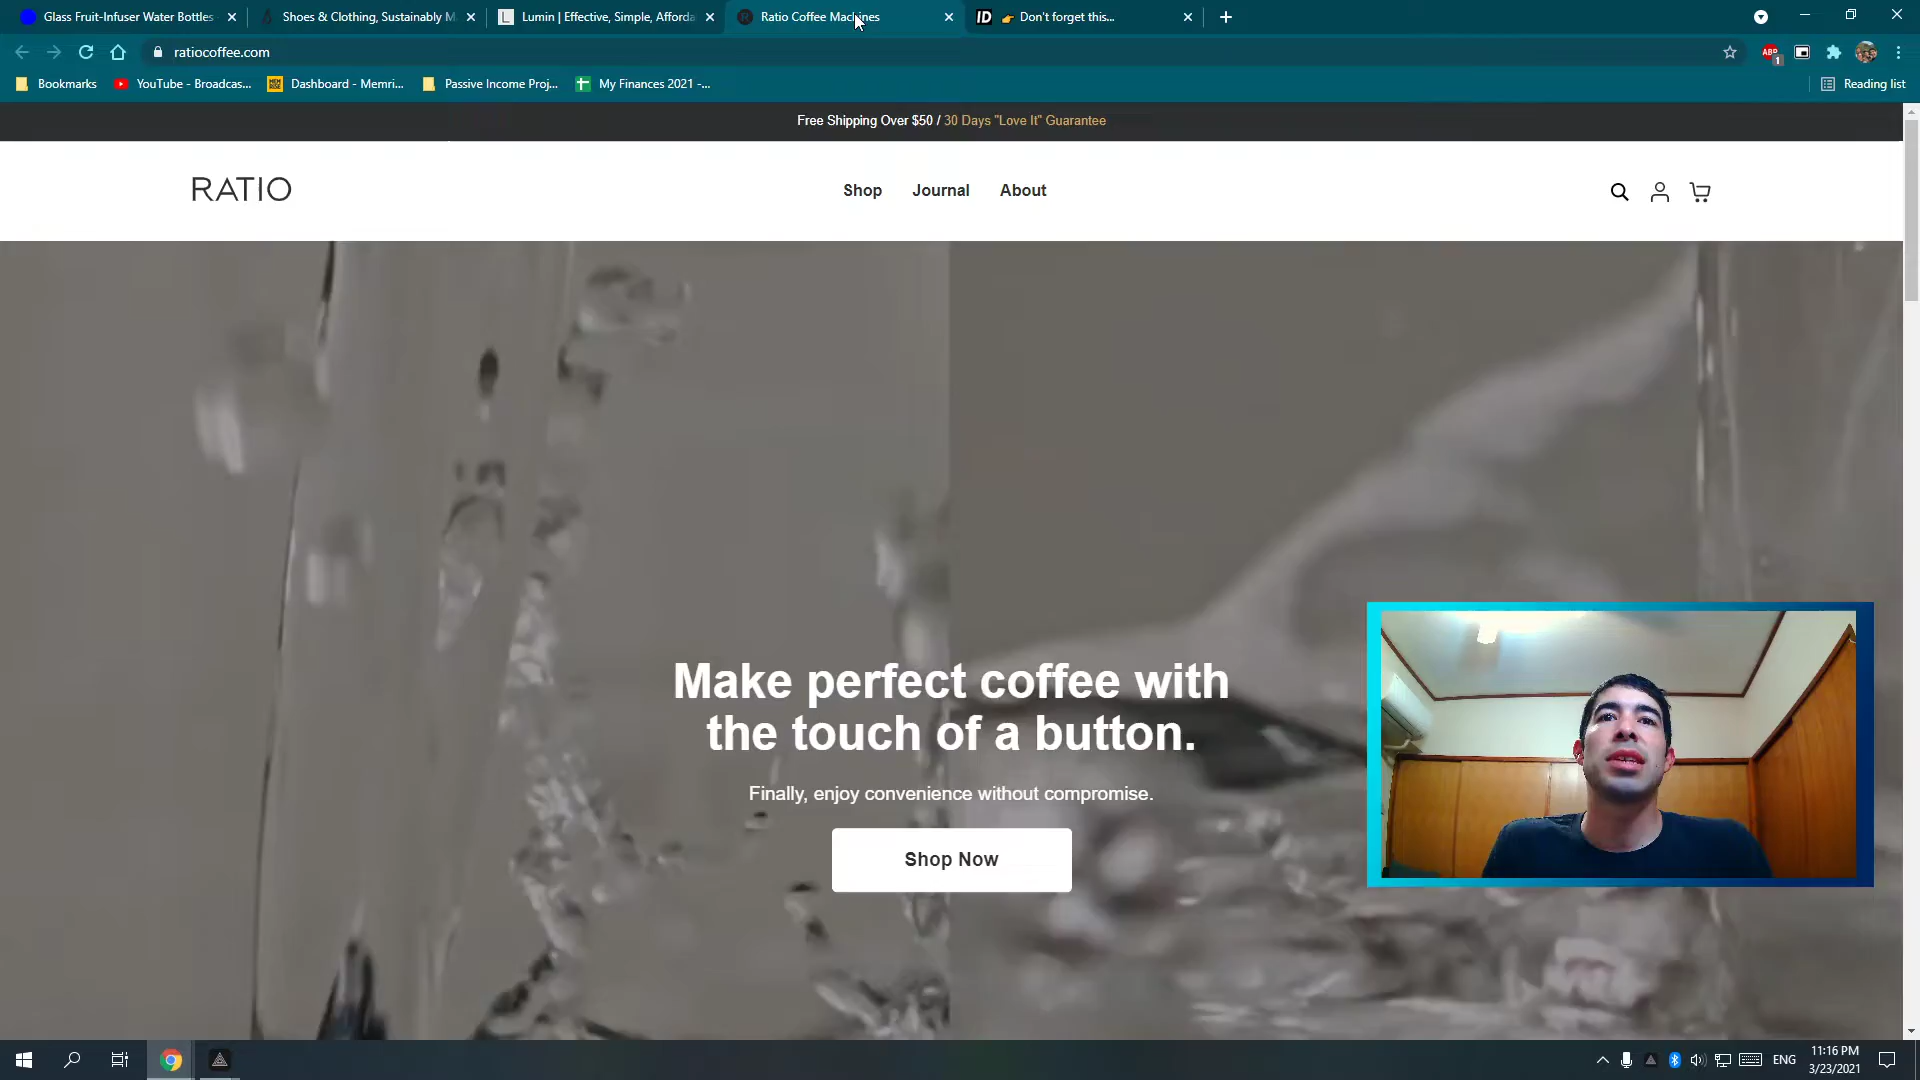 Glass Fruit-Infuser Water Bottles
Shoes & Clothing, Sustainably M
Lumin | Effective, Simple, Afforda
Ratio Coffee Machines
ID 👉 Don't forget this...
ratiocoffee.com
ABP
1
Bookmarks
YouTube - Broadcas...
Dashboard - Memri...
Passive Income Proj...
My Finances 2021 -...
Reading list
Free Shipping Over $50 / 30 Days "Love It" Guarantee
RATIO
Shop
Journal
About
Make perfect coffee with
the touch of a button.
Finally, enjoy convenience without compromise.
Shop Now
ENG
11:16 PM
3/23/2021